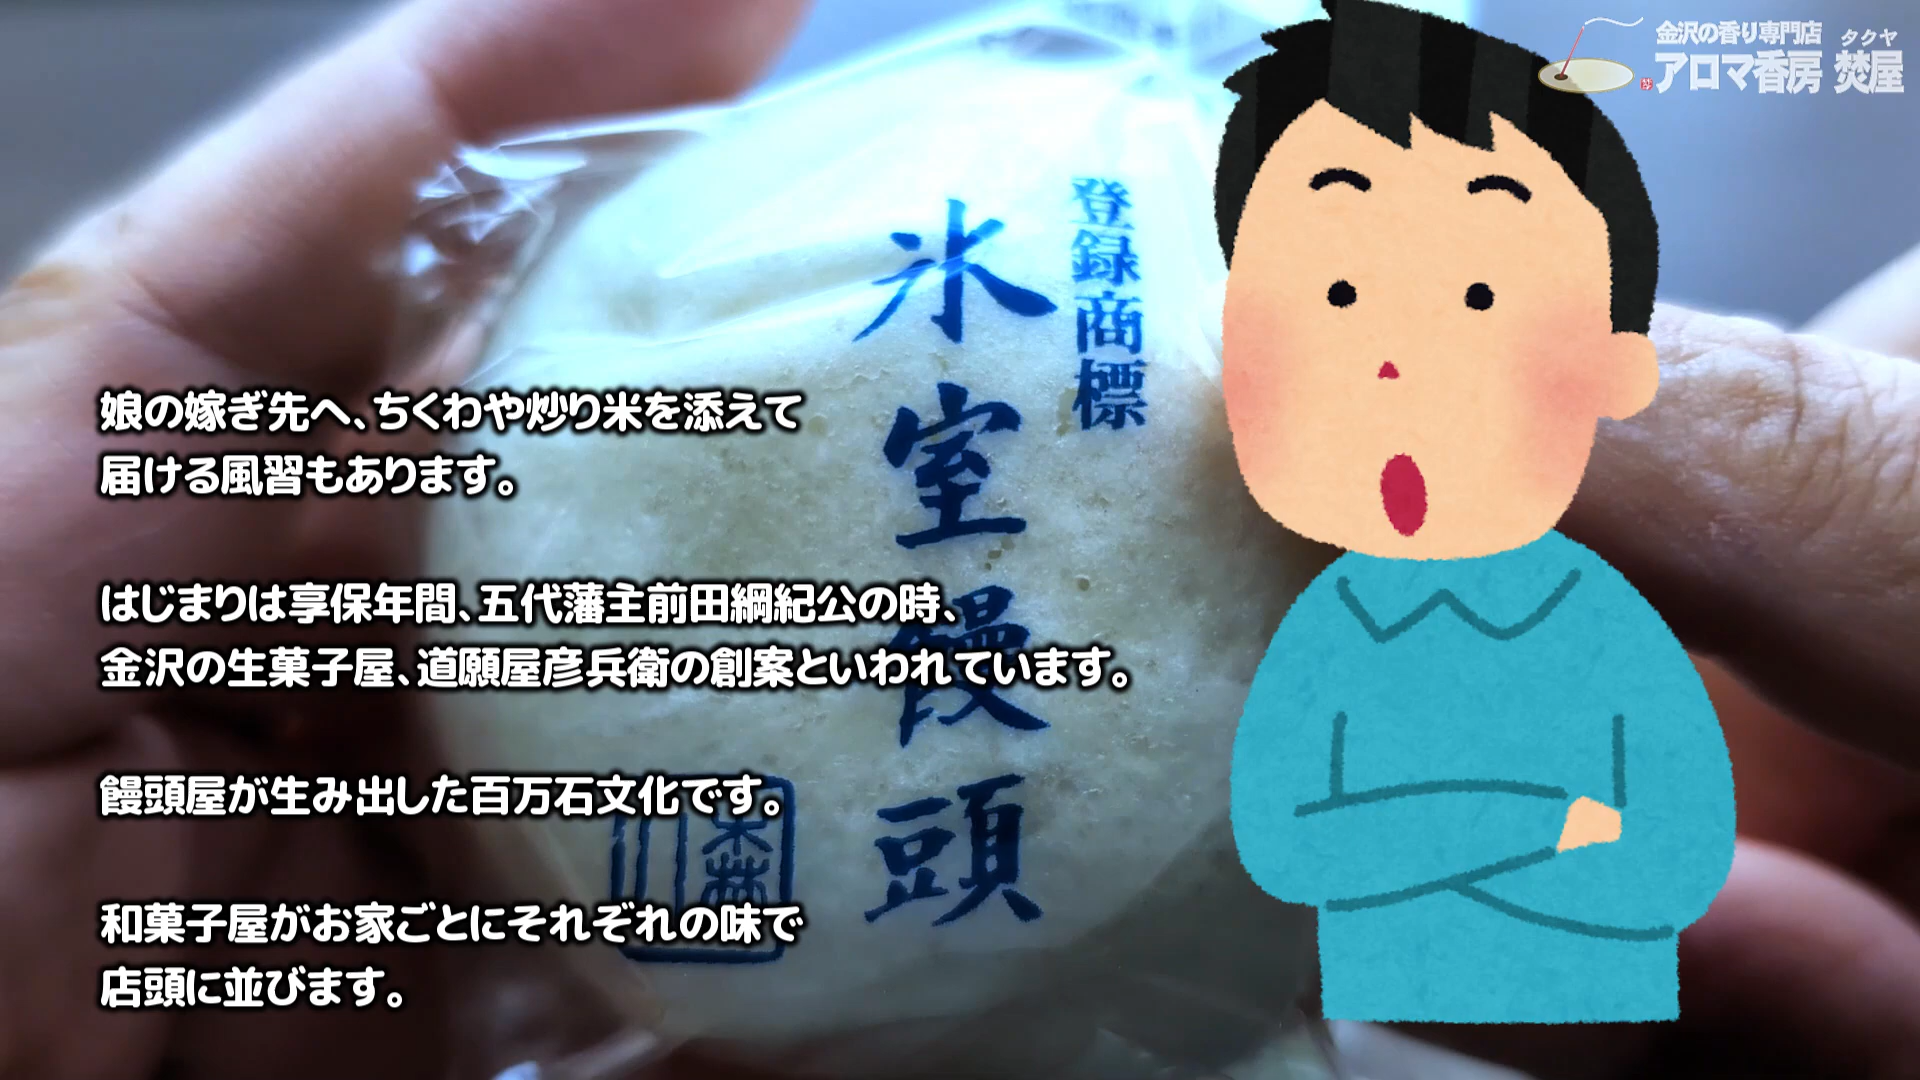 金沢の香り専門店 タクヤ
アロマ香房 焚屋
登録商標
氷室饅頭
娘の嫁ぎ先へ、ちくわや炒り米を添えて
届ける風習もあります。
はじまりは享保年間、五代藩主前田綱紀公の時、
金沢の生菓子屋、道願屋彦兵衛の創案といわれています。
饅頭屋が生み出した百万石文化です。
和菓子屋がお家ごとにそれぞれの味で
店頭に並びます。